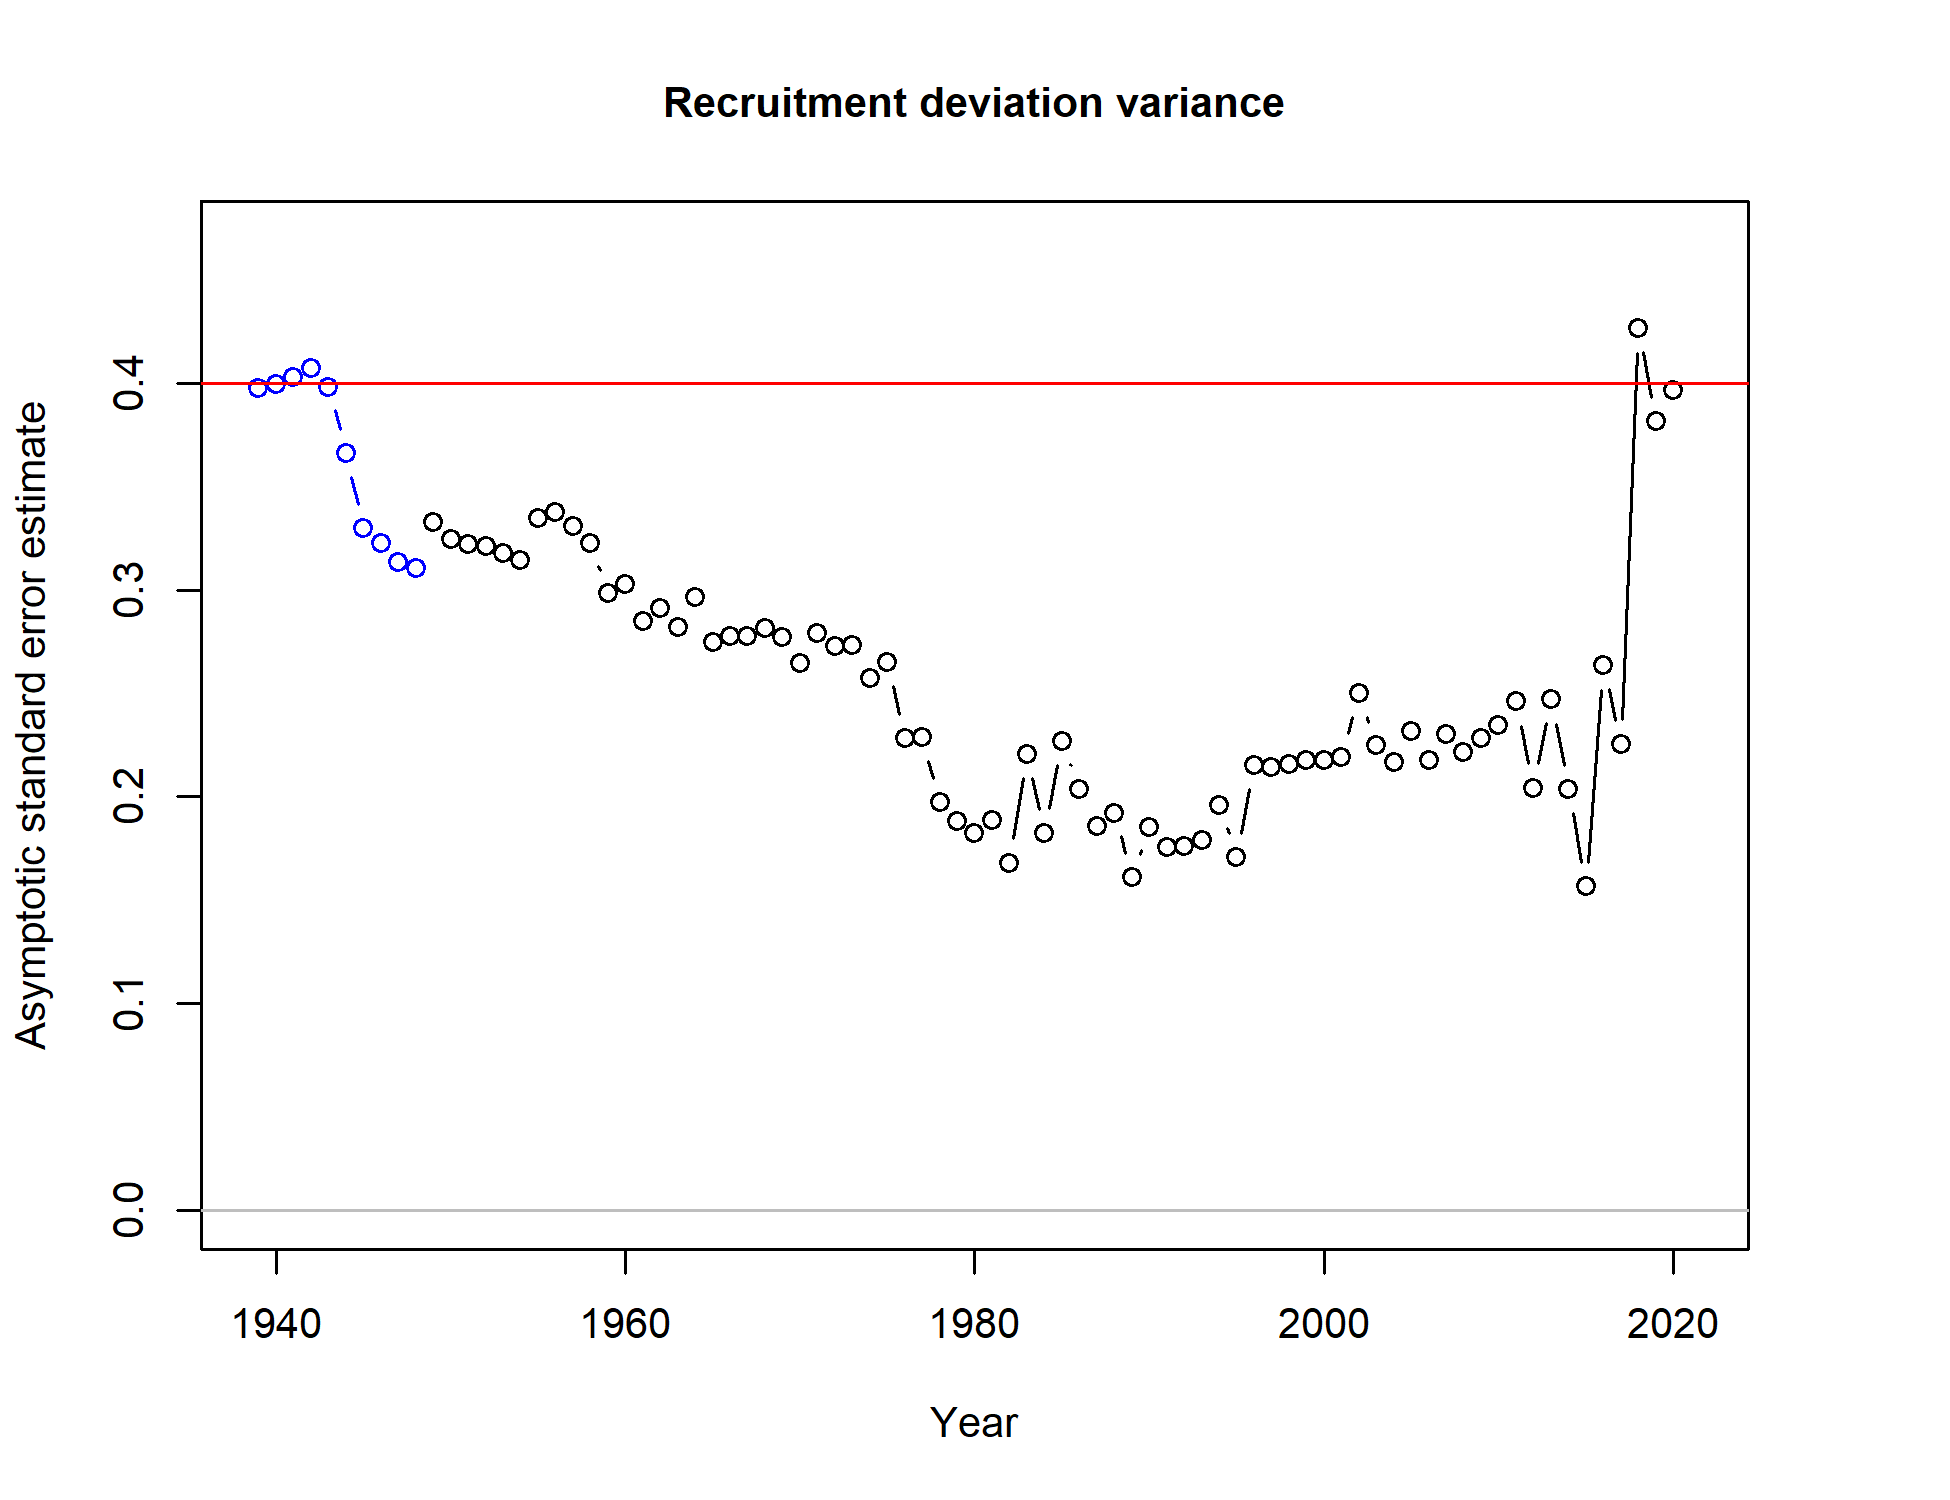 Recruitment deviation variance
Asymptotic standard error estimate
0.4
0.3
0.2
0.1
0.0
1940 1960 1980 2000 2020
Year